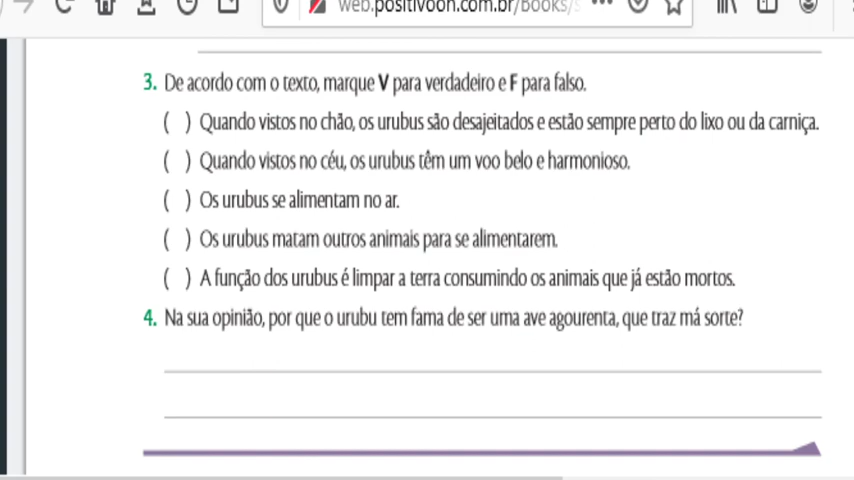 web.positivoon.com.br/Books/
3. De acordo com o texto, marque V para verdadeiro e F para falso.
( ) Quando vistos no chão, os urubus são desajeitados e estão sempre perto do lixo ou da carniça.
( ) Quando vistos no céu, os urubus têm um voo belo e harmonioso.
( ) Os urubus se alimentam no ar.
( ) Os urubus matam outros animais para se alimentarem.
( ) A função dos urubus é limpar a terra consumindo os animais que já estão mortos.
4. Na sua opinião, por que o urubu tem fama de ser uma ave agourenta, que traz má sorte?